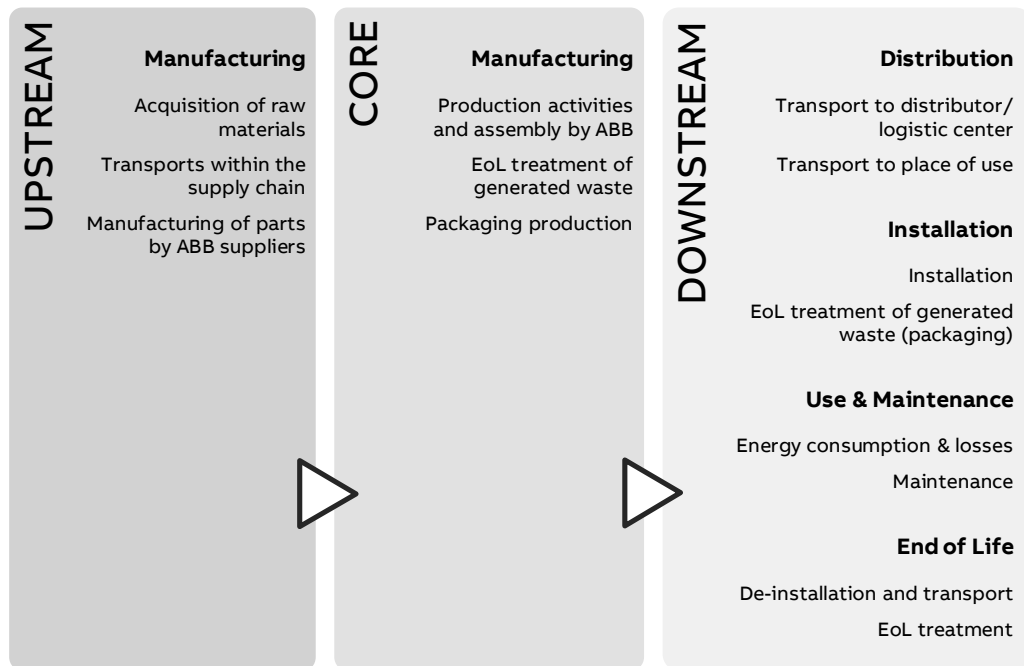 UPSTREAM
Manufacturing
Acquisition of raw
materials
Transports within the
supply chain
Manufacturing of parts
by ABB suppliers
CORE
Manufacturing
Production activities
and assembly by ABB
EoL treatment of
generated waste
Packaging production
DOWNSTREAM
Distribution
Transport to distributor/
logistic center
Transport to place of use
Installation
Installation
EoL treatment of generated
waste (packaging)
Use & Maintenance
Energy consumption & losses
Maintenance
End of Life
De-installation and transport
EoL treatment